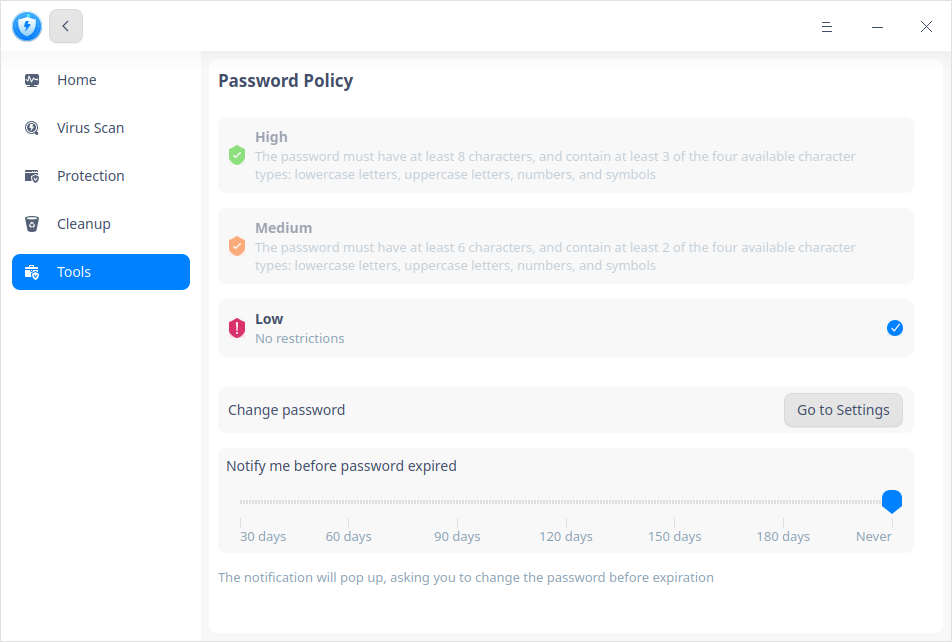 Home
Virus Scan
Protection
Cleanup
Tools
Password Policy
High
The password must have at least 8 characters, and contain at least 3 of the four available character
types: lowercase letters, uppercase letters, numbers, and symbols
Medium
The password must have at least 6 characters, and contain at least 2 of the four available character
types: lowercase letters, uppercase letters, numbers, and symbols
Low
No restrictions
Change password
Go to Settings
Notify me before password expired
30 days 60 days 90 days 120 days 150 days 180 days Never
The notification will pop up, asking you to change the password before expiration